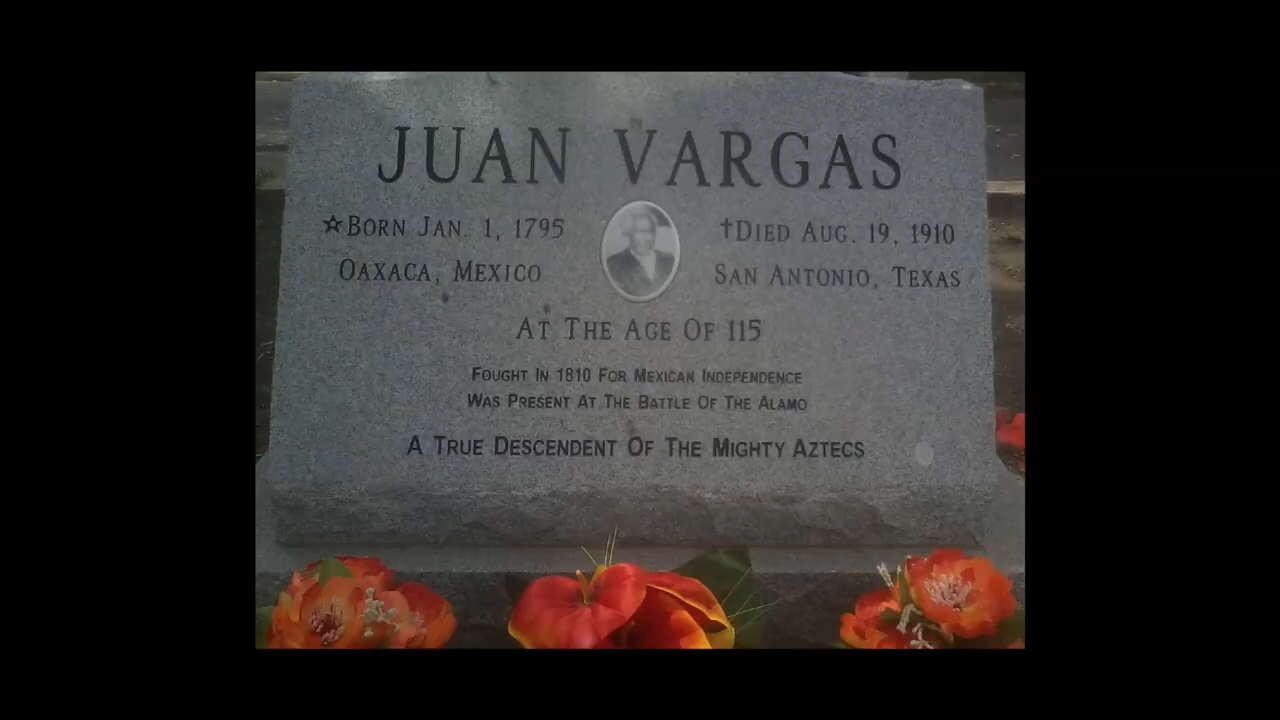 JUAN VARGAS
☆BORN JAN. 1, 1795
OAXACA, MEXICO
†DIED AUG. 19, 1910
SAN ANTONIO, TEXAS
AT THE AGE OF 115
FOUGHT IN 1810 FOR MEXICAN INDEPENDENCE
WAS PRESENT AT THE BATTLE OF THE ALAMO
A TRUE DESCENDENT OF THE MIGHTY AZTECS